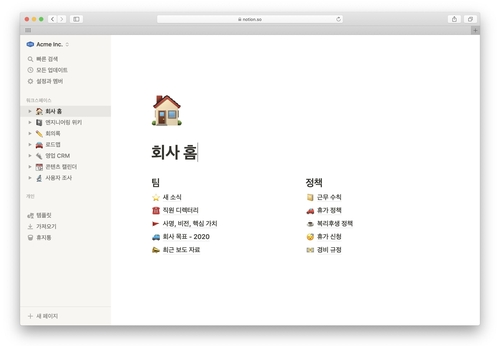 notion.so
Acme Inc.
빠른 검색
모든 업데이트
설정과 멤버
워크스페이스
회사 홈
엔지니어링 위키
회의록
로드맵
영업 CRM
콘텐츠 캘린더
사용자 조사
개인
템플릿
가져오기
휴지통
새 페이지
회사 홈
팀
새 소식
직원 디렉터리
사명, 비전, 핵심 가치
회사 목표 - 2020
최근 보도 자료
정책
근무 수칙
휴가 정책
복리후생 정책
휴가 신청
경비 규정